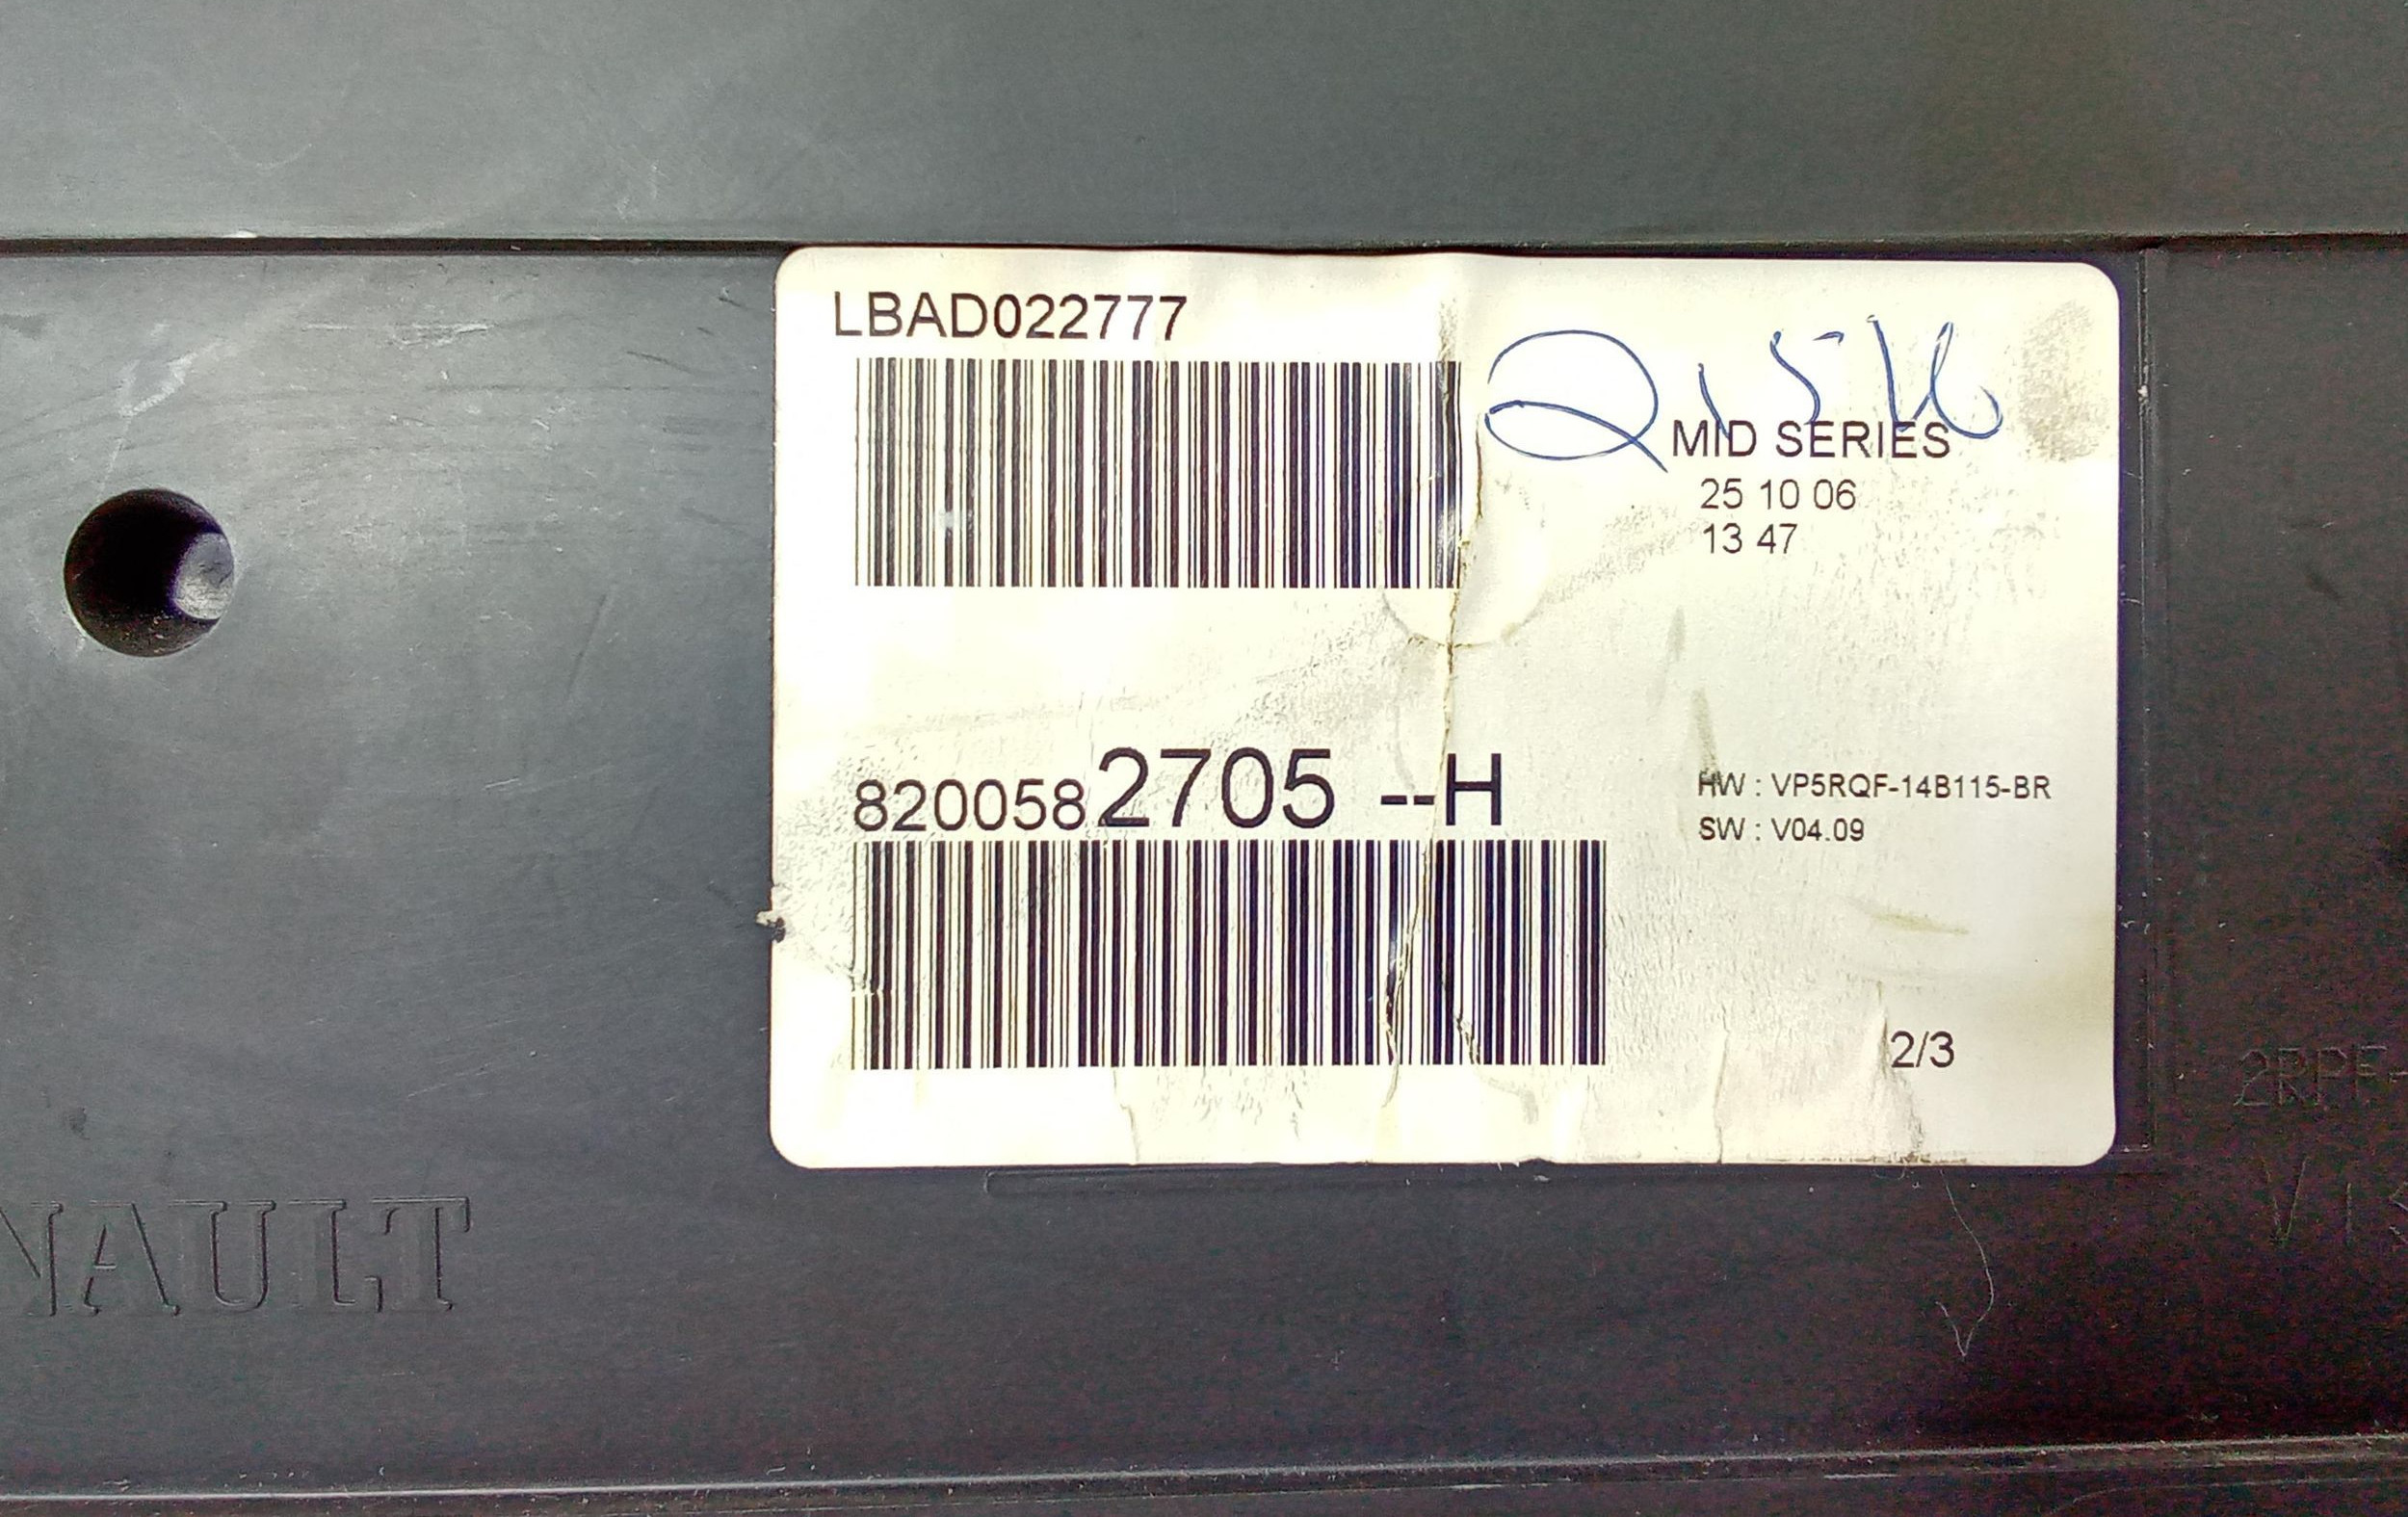 LBAD022777
MID SERIES
25 10 06
13 47
8200582705 --H
HW : VP5RQF-14B115-BR
SW : V04.09
2/3
NAULT
2RPF-